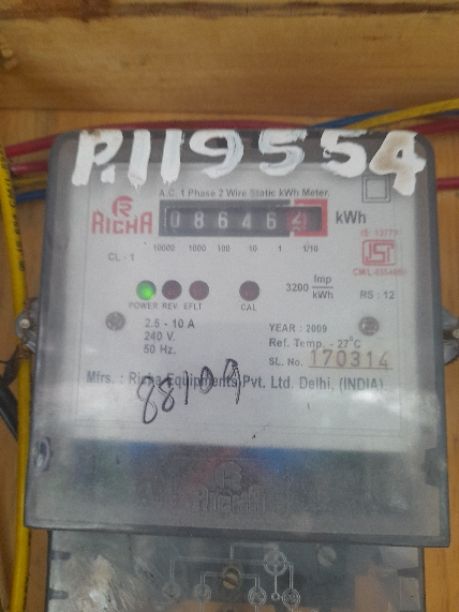 P.119554
A.C. 1 Phase 2 Wire Static kWh Meter.
RICHA
08646 kWh
10000 1000 100 10 1 1/10
CL - 1
3200 Imp/kWh
RS : 12
POWER REV. EFLT CAL
2.5 - 10 A
240 V.
50 Hz.
YEAR : 2009
Ref. Temp. - 27°C
SL. No. 170314
Mfrs. : Richa Equipments Pvt. Ltd. Delhi, (INDIA)
88109
RICHA